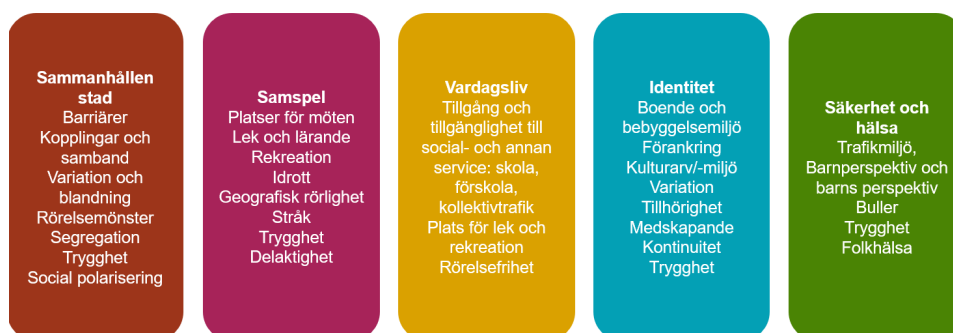 Sammanhållen
stad
Barriärer
Kopplingar och
samband
Variation och
blandning
Rörelsemönster
Segregation
Trygghet
Social polarisering
Samspel
Platser för möten
Lek och lärande
Rekreation
Idrott
Geografisk rörlighet
Stråk
Trygghet
Delaktighet
Vardagsliv
Tillgång och
tillgänglighet till
social- och annan
service: skola,
förskola,
kollektivtrafik
Plats för lek och
rekreation
Rörelsefrihet
Identitet
Boende och
bebyggelsemiljö
Förankring
Kulturarv/-miljö
Variation
Tillhörighet
Medskapande
Kontinuitet
Trygghet
Säkerhet och
hälsa
Trafikmiljö,
Barnperspektiv och
barns perspektiv
Buller
Trygghet
Folkhälsa